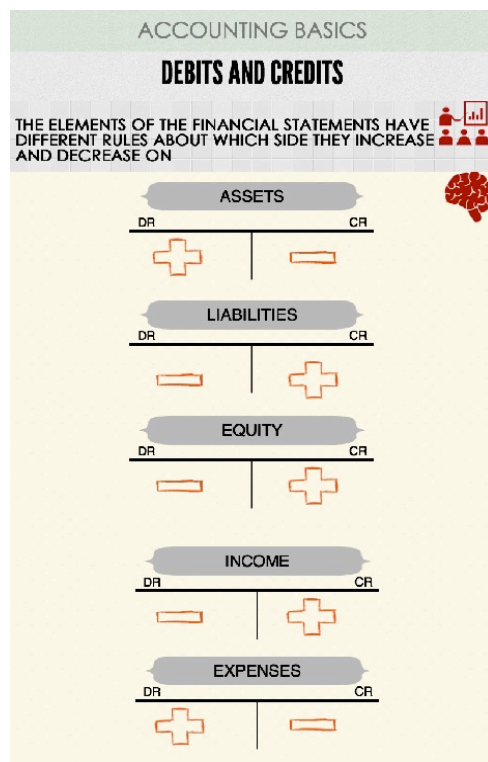 ACCOUNTING BASICS
DEBITS AND CREDITS
THE ELEMENTS OF THE FINANCIAL STATEMENTS HAVE
DIFFERENT RULES ABOUT WHICH SIDE THEY INCREASE
AND DECREASE ON
ASSETS
DR CR
LIABILITIES
DR CR
EQUITY
DR CR
INCOME
DR CR
EXPENSES
DR CR